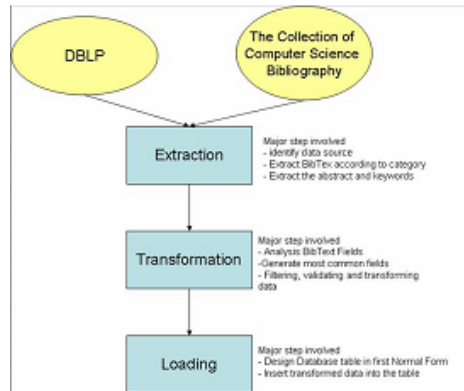 DBLP
The Collection of
Computer Science
Bibliography
Extraction
Major step involved
- identify data source
- Extract BibTex according to category
- Extract the abstract and keywords
Transformation
Major step involved
- Analysis BibText Fields
-Generate most common fields
- Filtering, validating and transforming
data
Loading
Major step involved
- Design Database table in first Normal Form
- Insert transformed data into the table